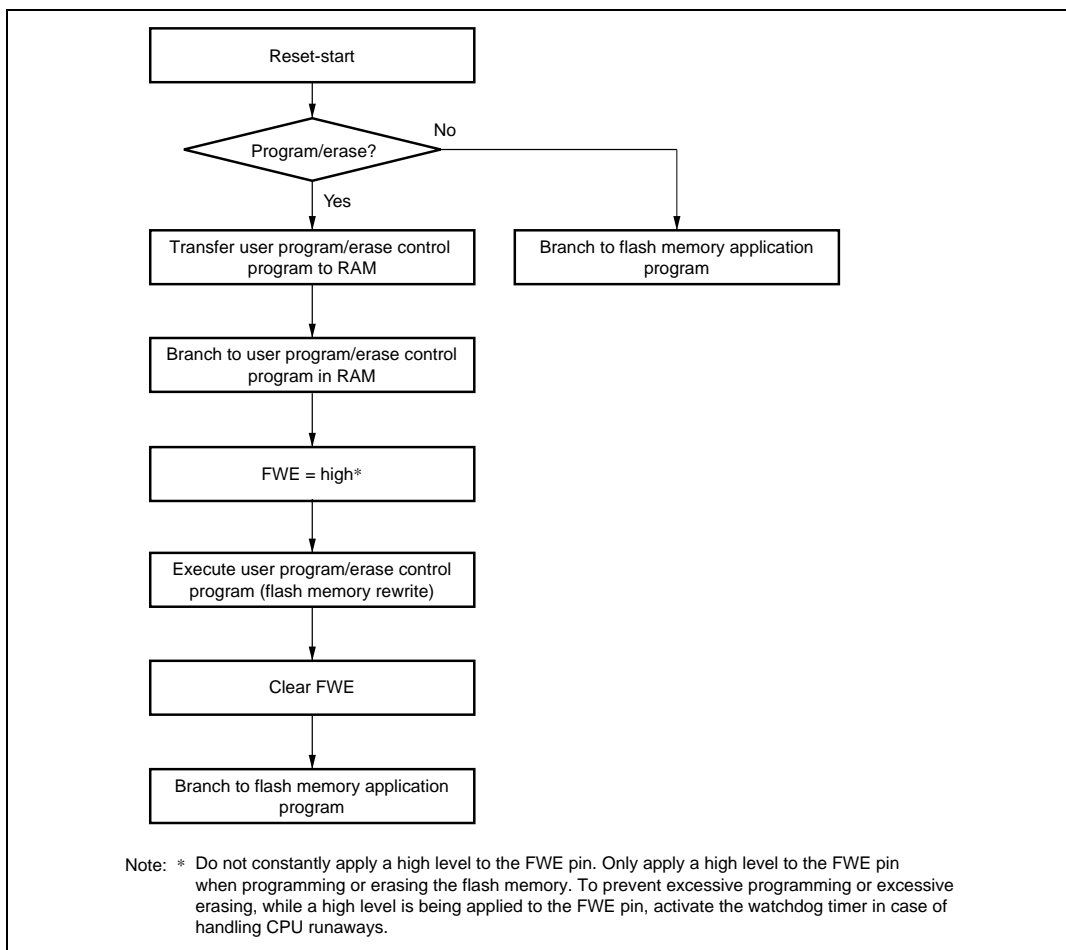 Reset-start
Program/erase?
No
Yes
Transfer user program/erase control
program to RAM
Branch to flash memory application
program
Branch to user program/erase control
program in RAM
FWE = high*
Execute user program/erase control
program (flash memory rewrite)
Clear FWE
Branch to flash memory application
program
Note: * Do not constantly apply a high level to the FWE pin. Only apply a high level to the FWE pin
when programming or erasing the flash memory. To prevent excessive programming or excessive
erasing, while a high level is being applied to the FWE pin, activate the watchdog timer in case of
handling CPU runaways.